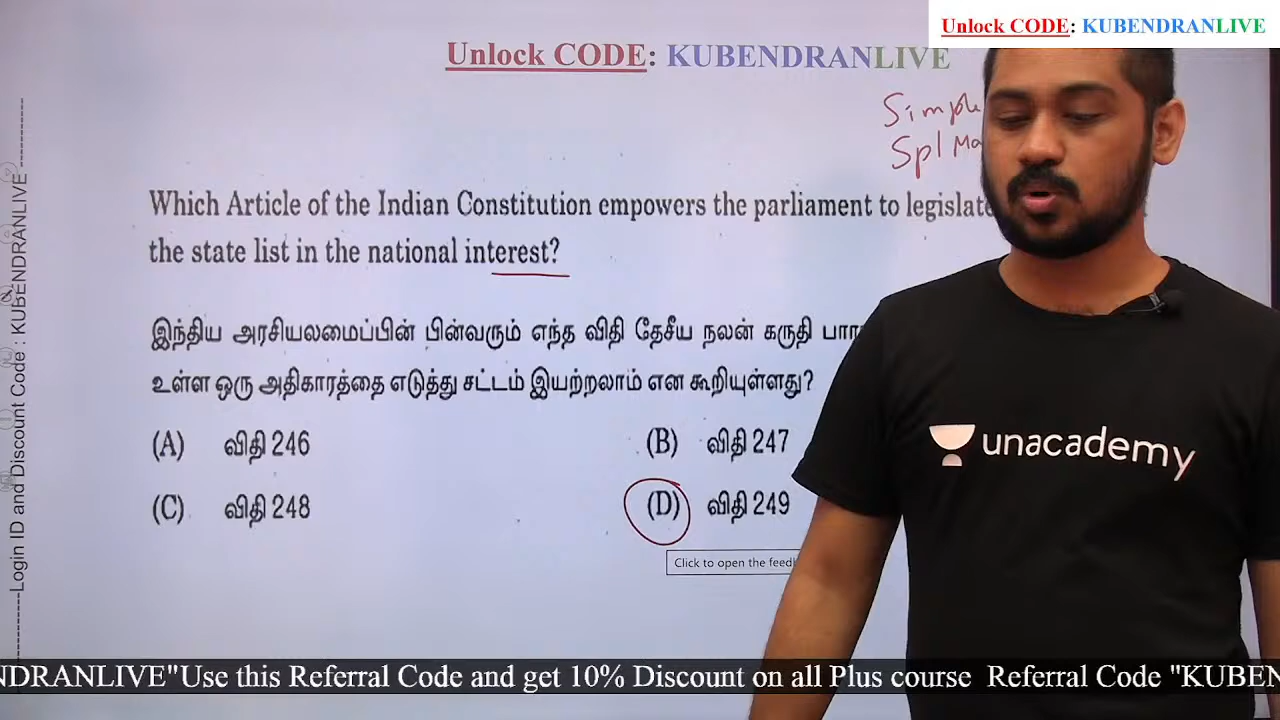 Unlock CODE: KUBENDRANLIVE
Unlock CODE: KUBENDRANLIVE
Simple
Spl Ma
Which Article of the Indian Constitution empowers the parliament to legislate
the state list in the national interest?
இந்திய அரசியலமைப்பின் பின்வரும் எந்த விதி தேசீய நலன் கருதி
உள்ள ஒரு அதிகாரத்தை எடுத்து சட்டம் இயற்றலாம் என கூறியுள்ளது?
(A) விதி 246
(B) விதி 247
(C) விதி 248
(D) விதி 249
Click to open the
unacademy
Login ID and Discount Code : KUBENDRANLIVE
NDRANLIVE"Use this Referral Code and get 10% Discount on all Plus course Referral Code "KUBEN